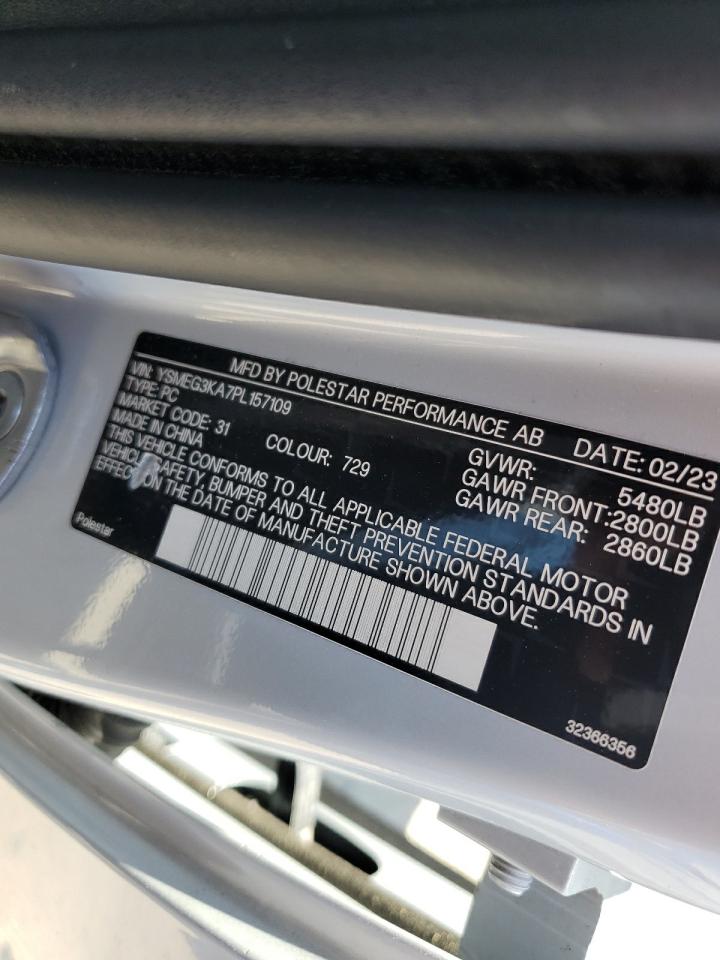 MFD BY POLESTAR PERFORMANCE AB DATE: 02/23
VIN: YSMEG3KA7PL157109
TYPE: PC
MARKET CODE: 31 COLOUR: 729
MADE IN CHINA
GVWR: 5480LB
GAWR FRONT:2800LB
GAWR REAR: 2860LB
THIS VEHICLE CONFORMS TO ALL APPLICABLE FEDERAL MOTOR
VEHICLE SAFETY, BUMPER AND THEFT PREVENTION STANDARDS IN
EFFECT ON THE DATE OF MANUFACTURE SHOWN ABOVE.
Polestar
32366356